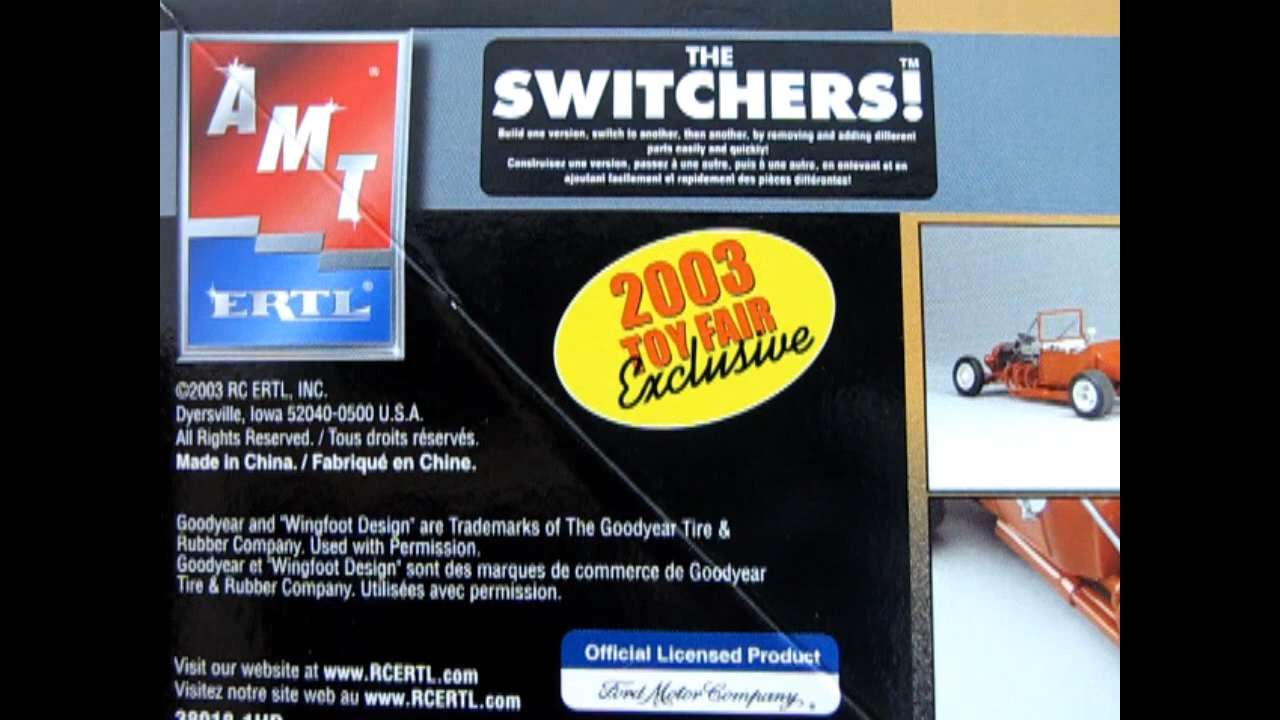 AMT®
ERTL®
THE
SWITCHERS!™
Build one version, switch to another, then another, by removing and adding different
parts easily and quickly!
Construisez une version, passez à une autre, puis à une autre, en enlevant et en
ajoutant facilement et rapidement des pièces différentes!
2003
TOY FAIR
Exclusive
©2003 RC ERTL, INC.
Dyersville, Iowa 52040-0500 U.S.A.
All Rights Reserved. / Tous droits réservés.
Made in China. / Fabriqué en Chine.
Goodyear and "Wingfoot Design" are Trademarks of The Goodyear Tire &
Rubber Company. Used with Permission.
Goodyear et "Wingfoot Design" sont des marques de commerce de Goodyear
Tire & Rubber Company. Utilisées avec permission.
Visit our website at www.RCERTL.com
Visitez notre site web au www.RCERTL.com
Official Licensed Product
Ford Motor Company®